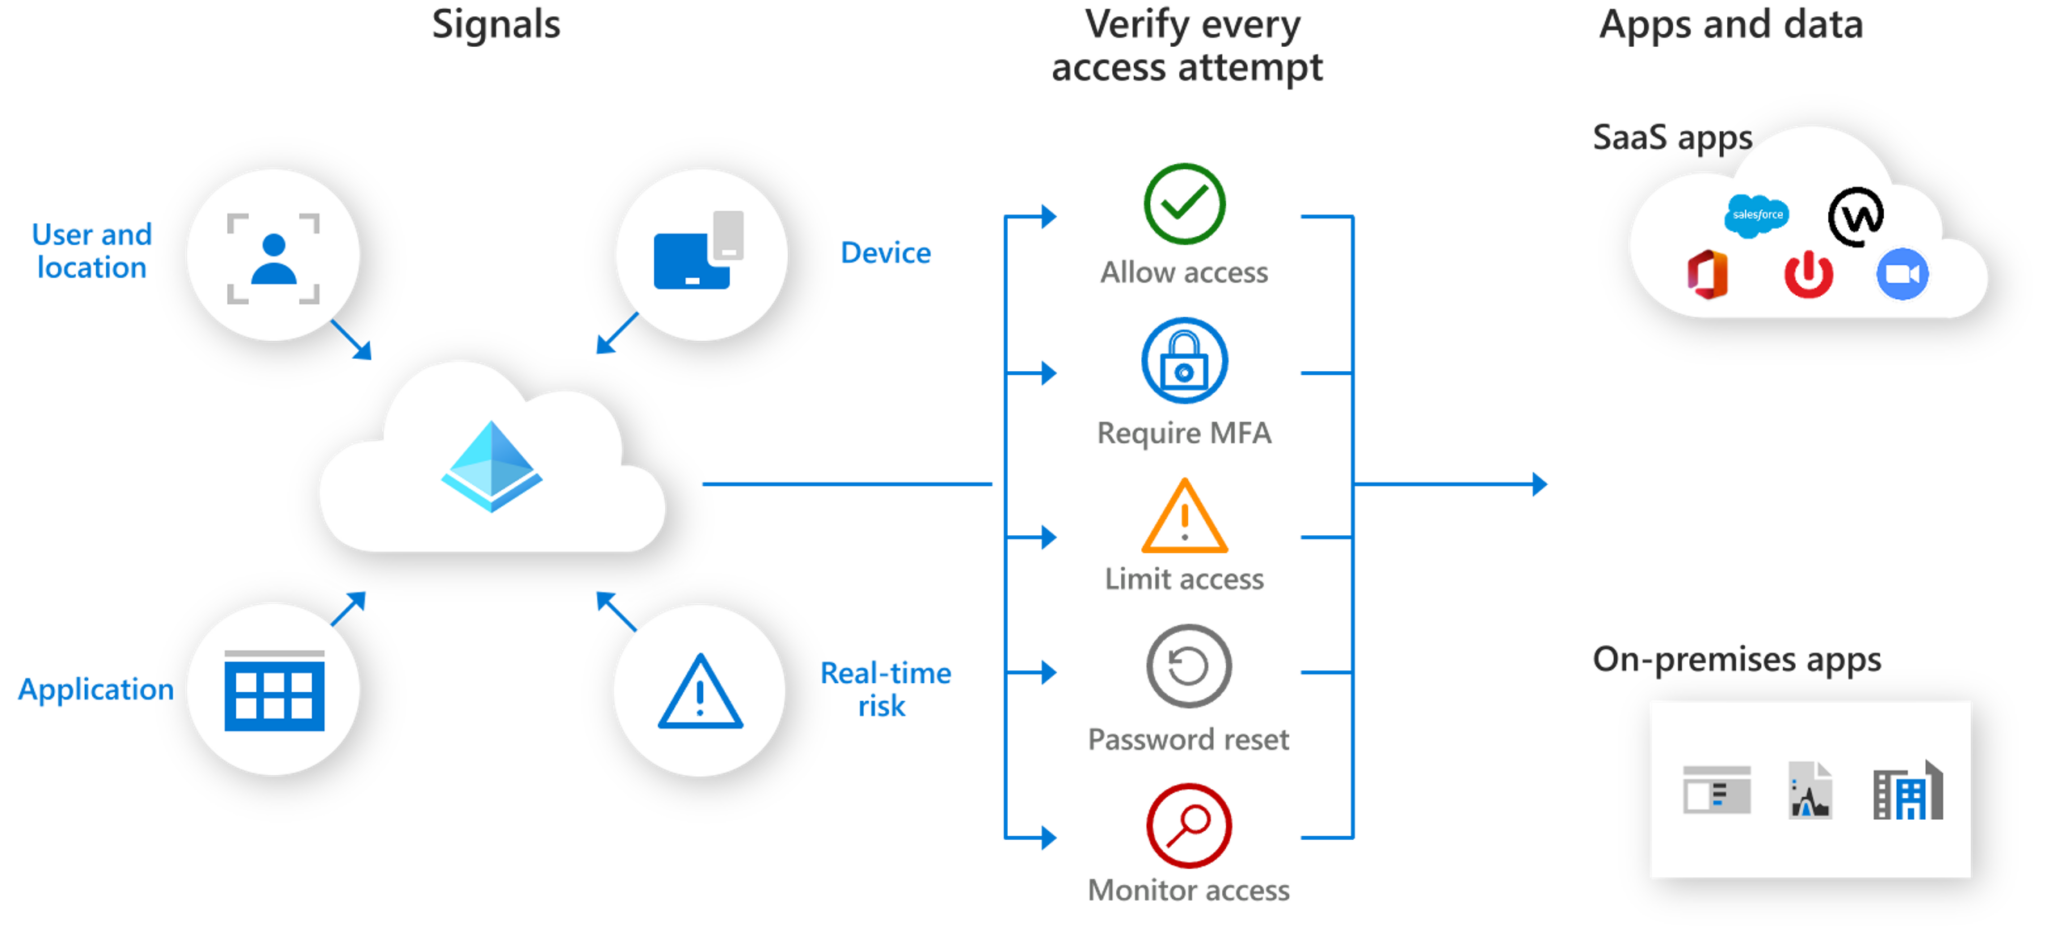 Signals
Verify every
access attempt
Apps and data
SaaS apps
salesforce
User and
location
Device
Allow access
Require MFA
Limit access
Application
Real-time
risk
Password reset
Monitor access
On-premises apps